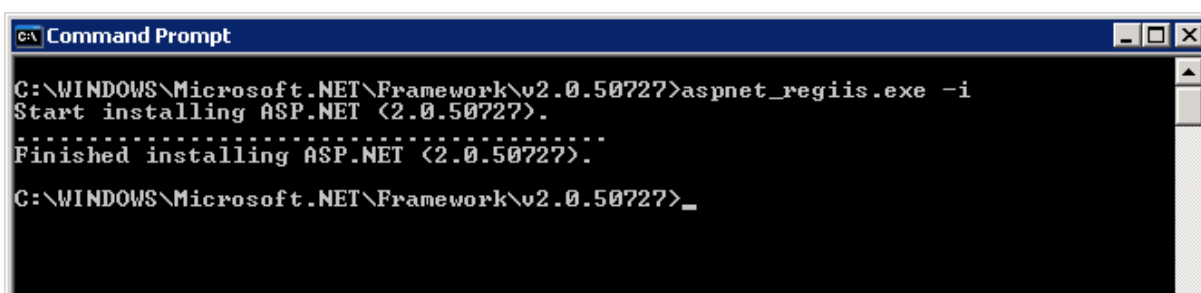 Command Prompt
C:\WINDOWS\Microsoft.NET\Framework\v2.0.50727>aspnet_regiis.exe -i
Start installing ASP.NET (2.0.50727).
.........................................
Finished installing ASP.NET (2.0.50727).
C:\WINDOWS\Microsoft.NET\Framework\v2.0.50727>_